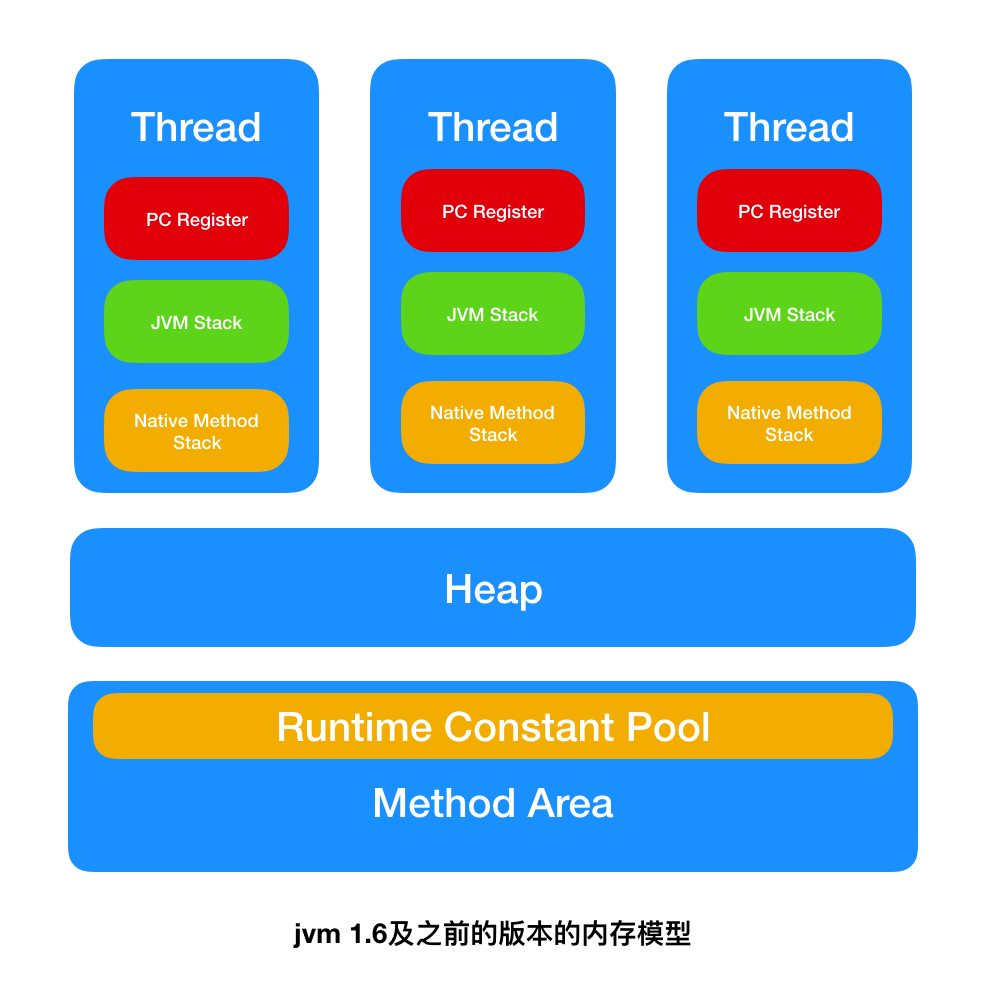 Thread
PC Register
JVM Stack
Native Method
Stack
Thread
PC Register
JVM Stack
Native Method
Stack
Thread
PC Register
JVM Stack
Native Method
Stack
Heap
Runtime Constant Pool
Method Area
jvm 1.6及之前的版本的内存模型